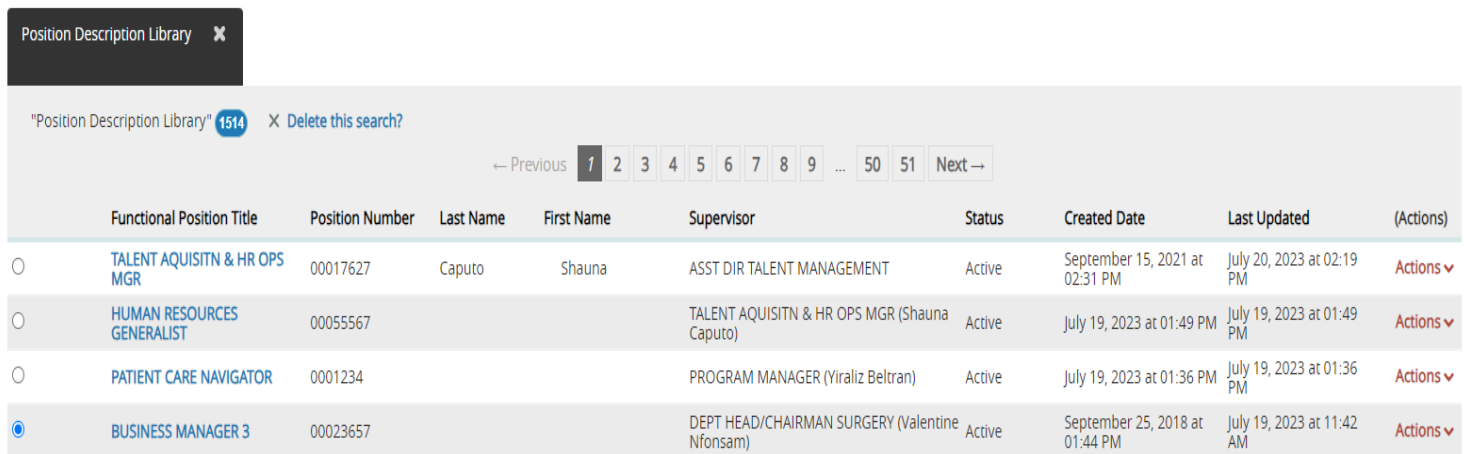 Position Description Library ✖
"Position Description Library" 1514 X Delete this search?
← Previous 1 2 3 4 5 6 7 8 9 ... 50 51 Next →
Functional Position Title Position Number Last Name First Name Supervisor Status Created Date Last Updated (Actions)
TALENT AQUISITN & HR OPS MGR 00017627 Caputo Shauna ASST DIR TALENT MANAGEMENT Active September 15, 2021 at 02:31 PM July 20, 2023 at 02:19 PM Actions
HUMAN RESOURCES GENERALIST 00055567 TALENT AQUISITN & HR OPS MGR (Shauna Caputo) Active July 19, 2023 at 01:49 PM July 19, 2023 at 01:49 PM Actions
PATIENT CARE NAVIGATOR 0001234 PROGRAM MANAGER (Yiraliz Beltran) Active July 19, 2023 at 01:36 PM July 19, 2023 at 01:36 PM Actions
BUSINESS MANAGER 3 00023657 DEPT HEAD/CHAIRMAN SURGERY (Valentine Nfonsam) Active September 25, 2018 at 01:44 PM July 19, 2023 at 11:42 AM Actions